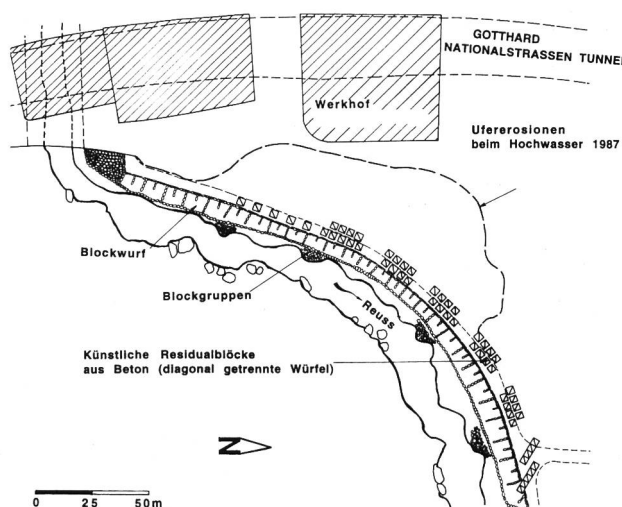 GOTTHARD
NATIONALSTRASSEN TUNNEL
Werkhof
Ufererosionen
beim Hochwasser 1987
Blockwurf
Blockgruppen
Reuss
Künstliche Residualblöcke
aus Beton (diagonal getrennte Würfel)
N
0 25 50m